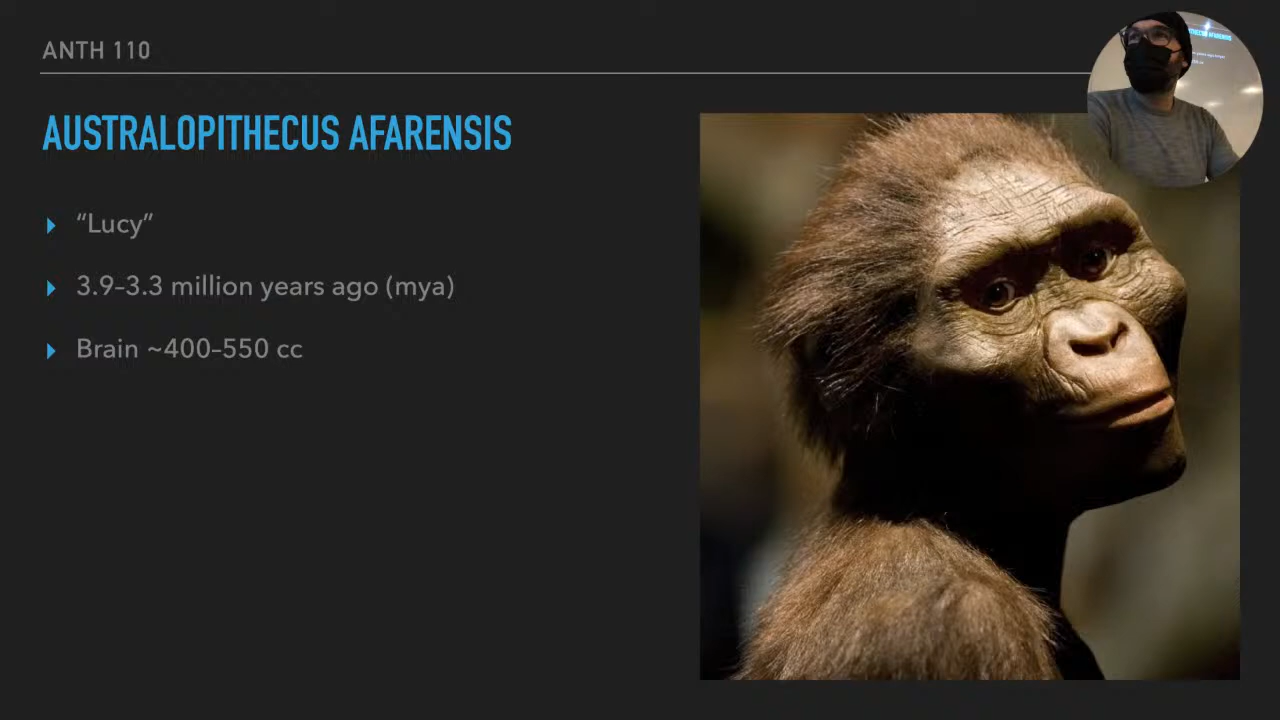 ANTH 110
AUSTRALOPITHECUS AFARENSIS
“Lucy”
3.9–3.3 million years ago (mya)
Brain ~400–550 cc